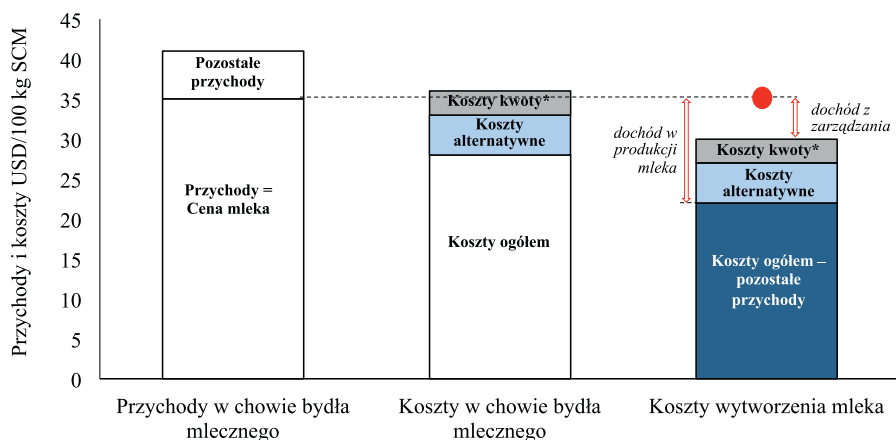 Przychody i koszty USD/100 kg SCM
45
40
35
30
25
20
15
10
5
0
Pozostałe
przychody
Przychody =
Cena mleka
Koszty kwoty*
Koszty
alternatywne
Koszty ogółem
dochód w
produkcji
mleka
dochód z
zarządzania
Koszty kwoty*
Koszty
alternatywne
Koszty ogółem –
pozostałe
przychody
Przychody w chowie bydła
mlecznego
Koszty w chowie bydła
mlecznego
Koszty wytworzenia mleka